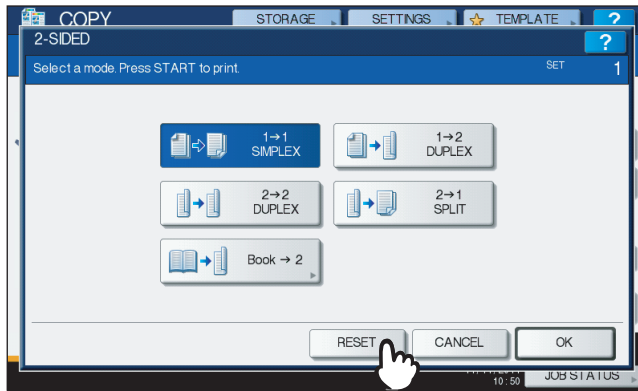 COPY
STORAGE
SETTINGS
TEMPLATE
?
2-SIDED
?
Select a mode. Press START to print.
SET
1
1→1
SIMPLEX
1→2
DUPLEX
2→2
DUPLEX
2→1
SPLIT
Book → 2
RESET
CANCEL
OK
10 : 50
JOB STATUS